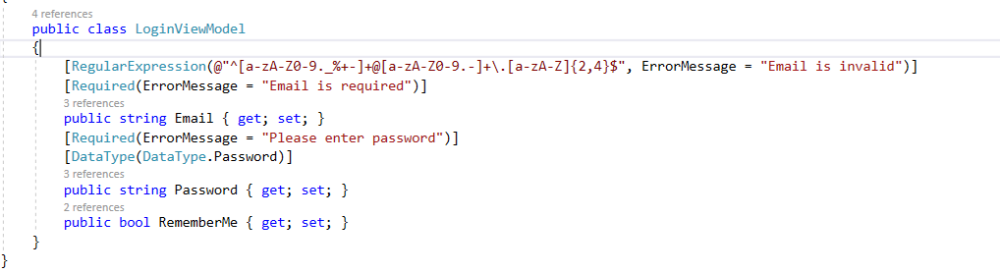 4 references
public class LoginViewModel
{
[RegularExpression(@"^[a-zA-Z0-9._%+-]+@[a-zA-Z0-9.-]+\.[a-zA-Z]{2,4}$", ErrorMessage = "Email is invalid")]
[Required(ErrorMessage = "Email is required")]
3 references
public string Email { get; set; }
[Required(ErrorMessage = "Please enter password")]
[DataType(DataType.Password)]
3 references
public string Password { get; set; }
2 references
public bool RememberMe { get; set; }
}
}